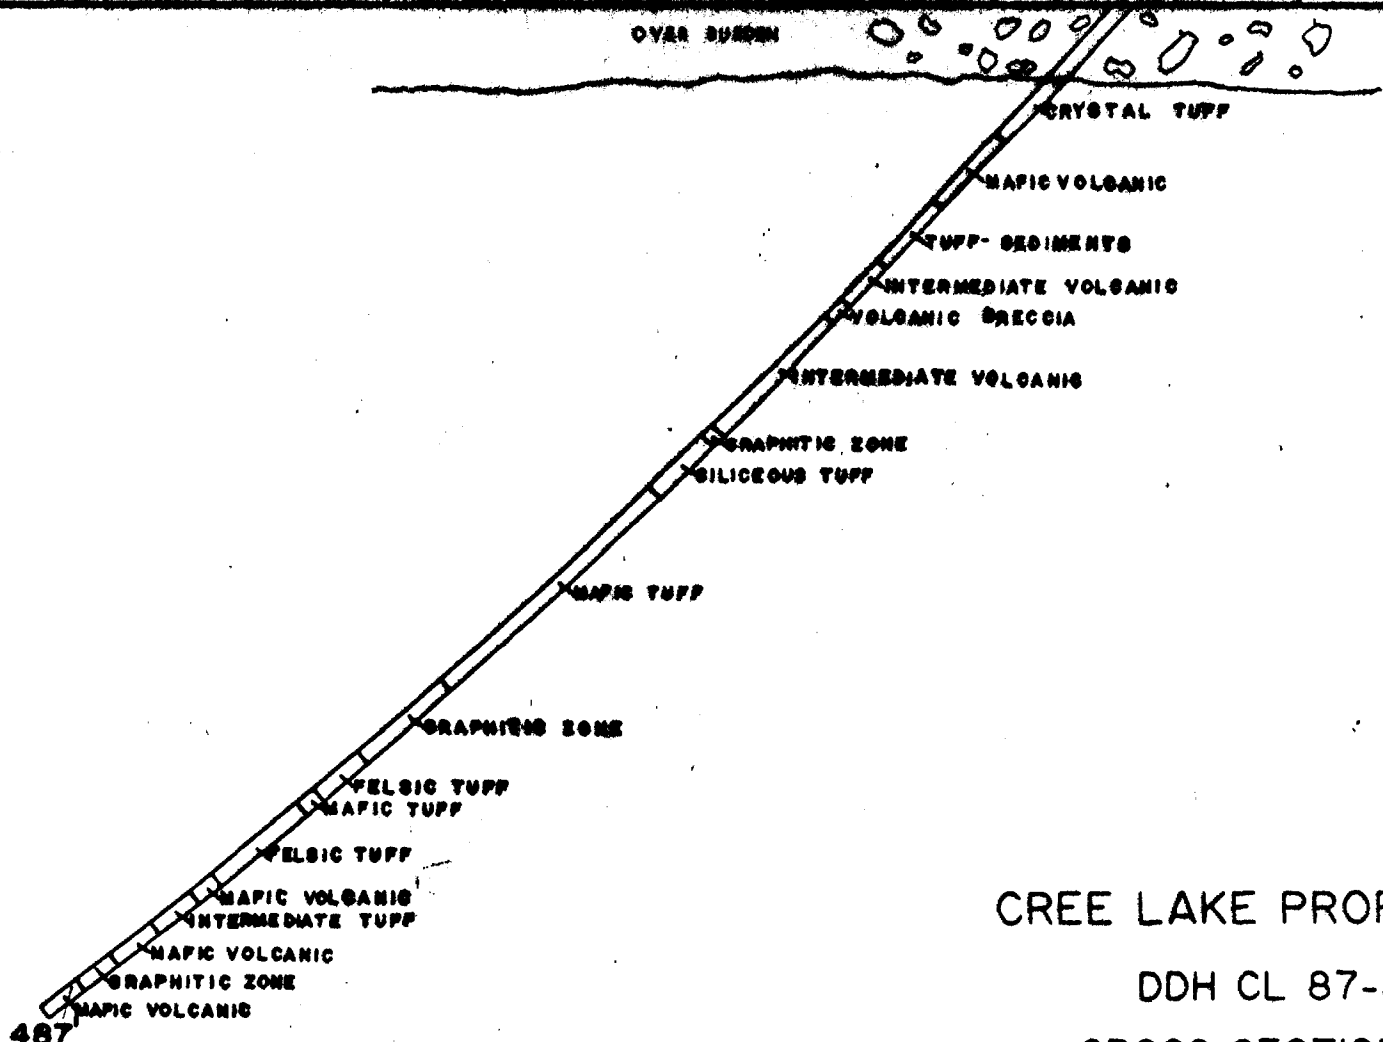 OVER BURDEN
CRYSTAL TUFF
MAFIC VOLCANIC
TUFF- SEDIMENTS
INTERMEDIATE VOLCANIC
VOLCANIC BRECCIA
INTERMEDIATE VOLCANIC
GRAPHITIC ZONE
SILICEOUS TUFF
MAFIC TUFF
GRAPHITIC ZONE
FELSIC TUFF
MAFIC TUFF
FELSIC TUFF
MAFIC VOLCANIC
INTERMEDIATE TUFF
MAFIC VOLCANIC
GRAPHITIC ZONE
MAFIC VOLCANIC
487'
CREE LAKE PROP
DDH CL 87-